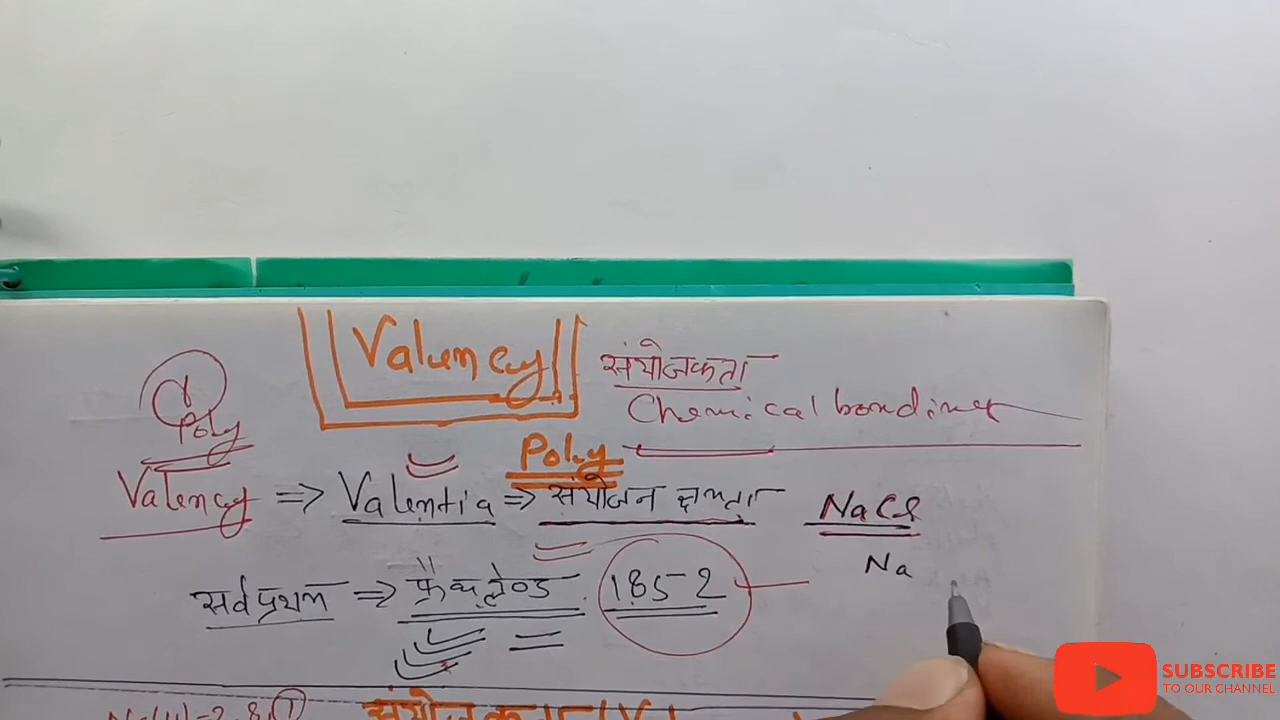 Valency संयोजकता
Chemical bonding
Poly
Poly
Valency => Valentia => संयोजन क्षमता NaCl
Na
सर्वप्रथम => फ्रैंकलैण्ड 1852
SUBSCRIBE
TO OUR CHANNEL